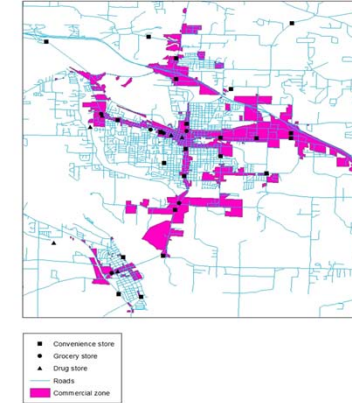 Convenience store
Grocery store
Drug store
Roads
Commercial zone